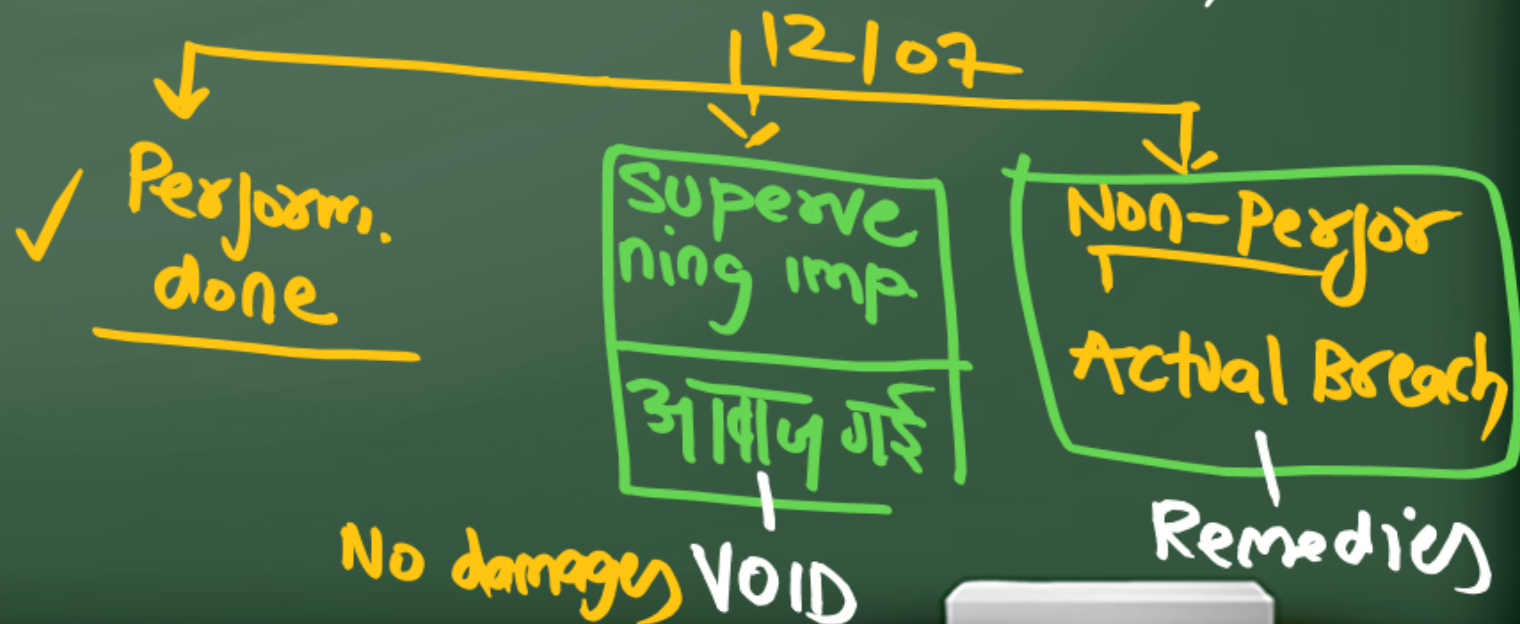 12/07
Perform.
done
superve
ning imp.
आवाज गई
Non-Perfor
Actual Breach
No damages VOID
Remedies